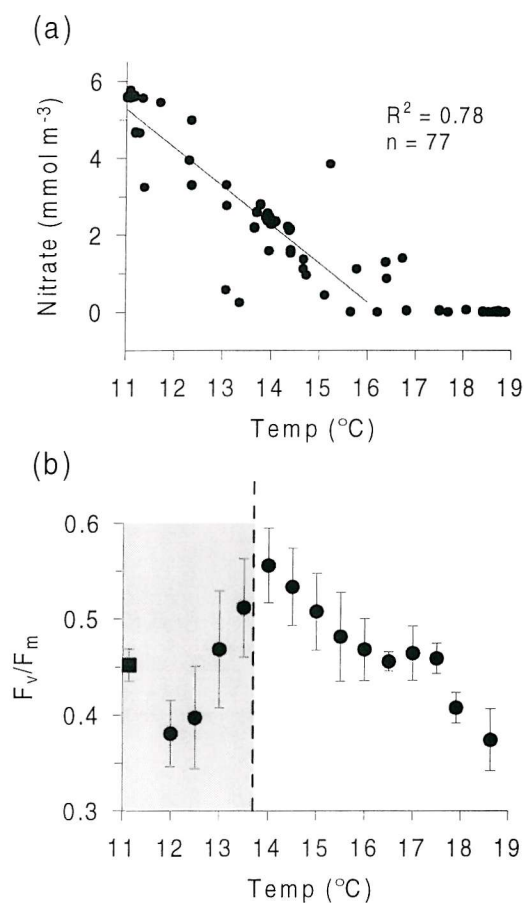 (a)
6
4
2
0
Nitrate (mmol m⁻³)
R² = 0.78
n = 77
11 12 13 14 15 16 17 18 19
Temp (°C)
(b)
0.6
0.5
0.4
0.3
Fᵥ/Fₘ
11 12 13 14 15 16 17 18 19
Temp (°C)